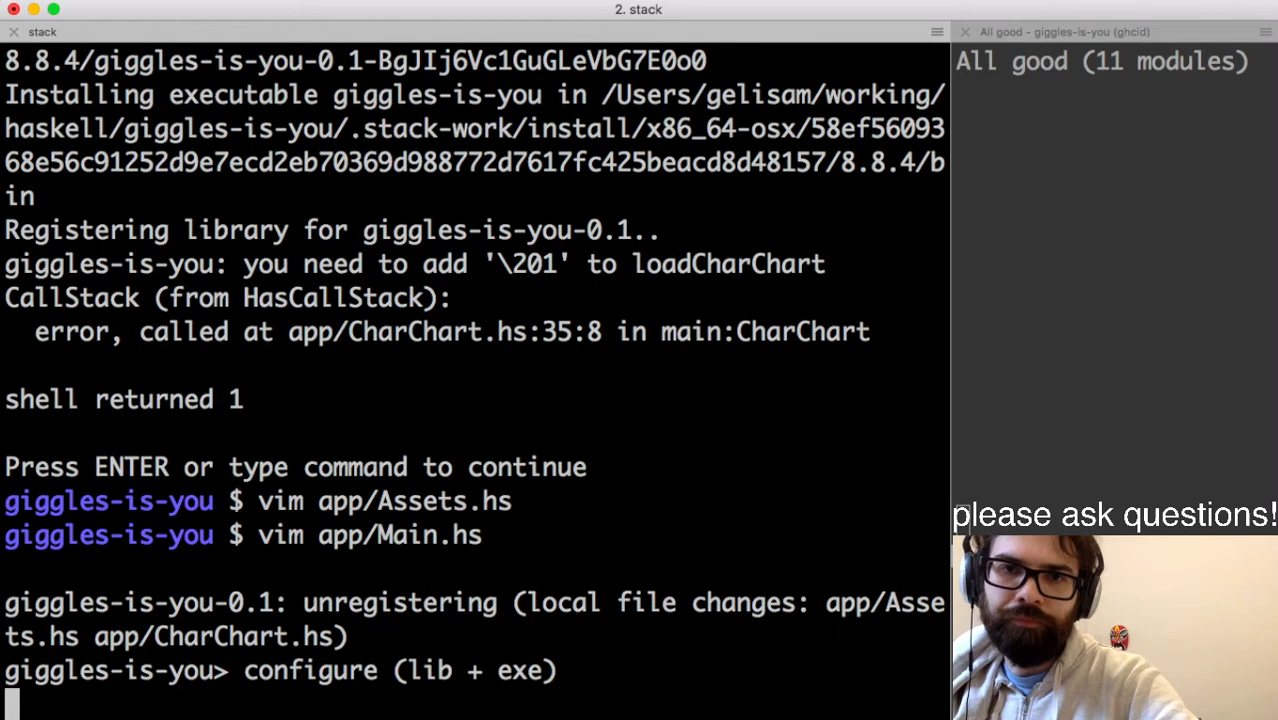 2. stack
stack
All good - giggles-is-you (ghcid)
8.8.4/giggles-is-you-0.1-BgJIj6Vc1GuGLeVbG7E0o0
Installing executable giggles-is-you in /Users/gelisam/working/
haskell/giggles-is-you/.stack-work/install/x86_64-osx/58ef56093
68e56c91252d9e7ecd2eb70369d988772d7617fc425beacd8d48157/8.8.4/b
in
Registering library for giggles-is-you-0.1..
giggles-is-you: you need to add '\201' to loadCharChart
CallStack (from HasCallStack):
  error, called at app/CharChart.hs:35:8 in main:CharChart
shell returned 1
Press ENTER or type command to continue
giggles-is-you $ vim app/Assets.hs
giggles-is-you $ vim app/Main.hs
giggles-is-you-0.1: unregistering (local file changes: app/Asse
ts.hs app/CharChart.hs)
giggles-is-you> configure (lib + exe)
All good (11 modules)
please ask questions!